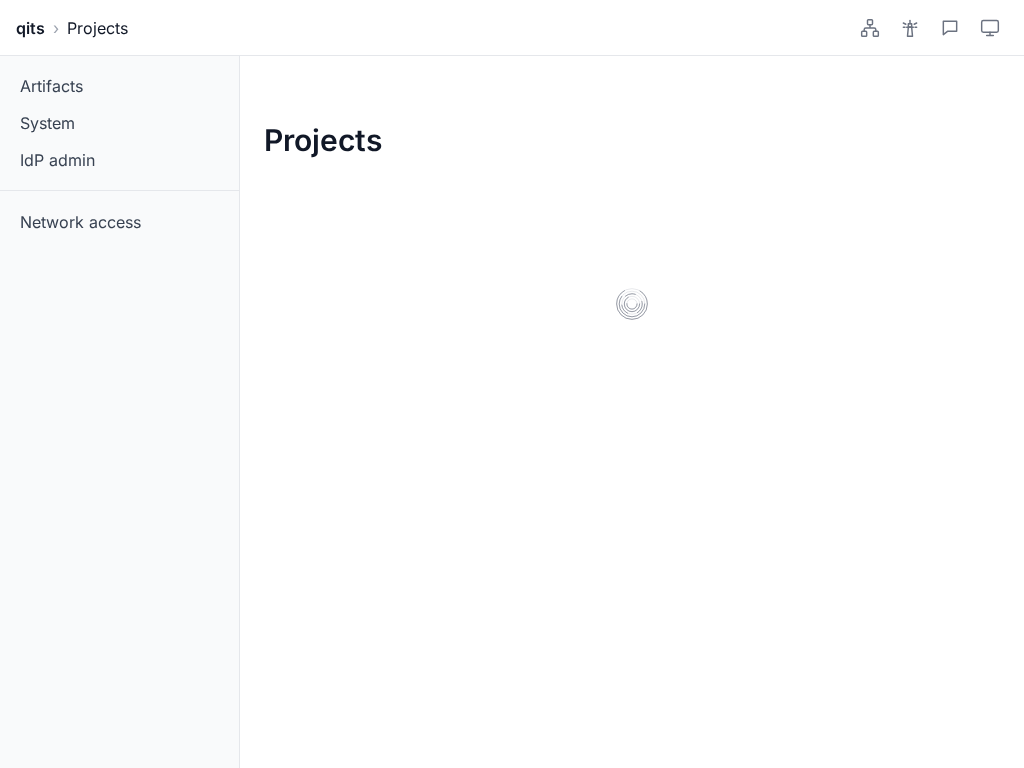 qits › Projects
Artifacts
System
IdP admin
Network access
Projects